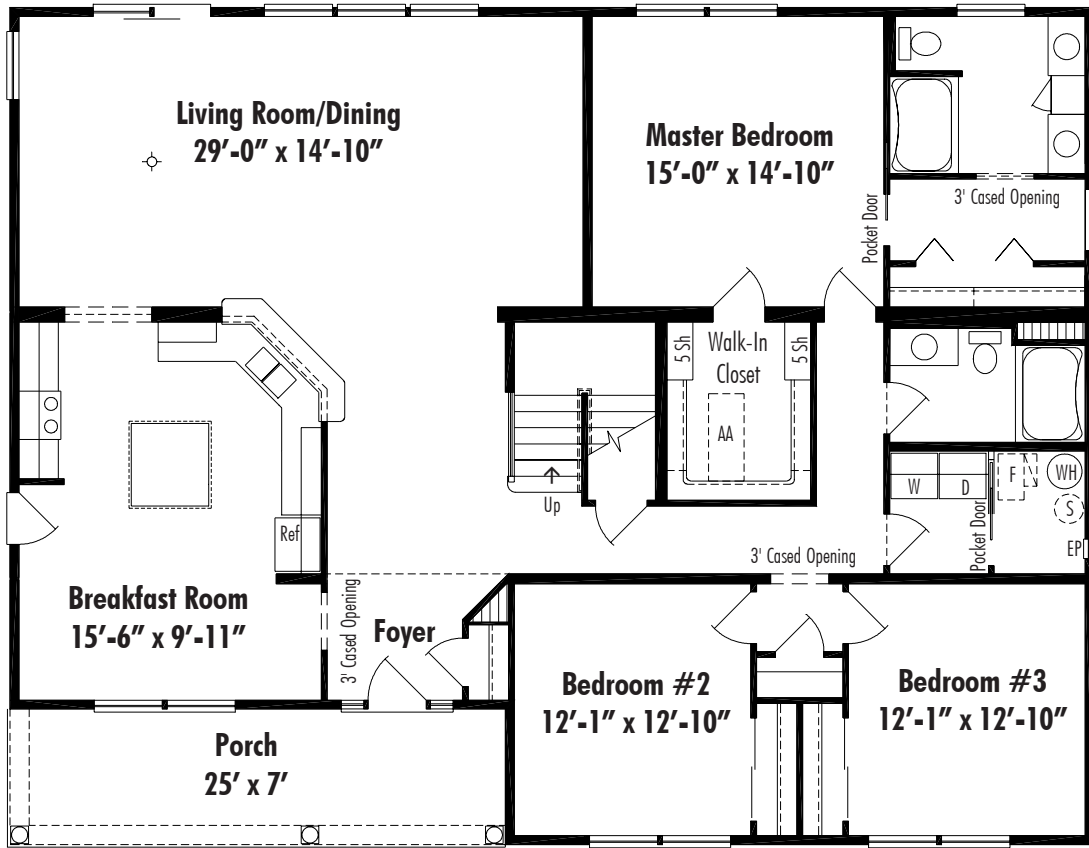 Living Room/Dining
29'-0" x 14'-10"
Master Bedroom
15'-0" x 14'-10"
Pocket Door
3' Cased Opening
5 Sh
Walk-In
Closet
5 Sh
AA
Up
W
D
Pocket Door
F
WH
S
EP
Ref
3' Cased Opening
Breakfast Room
15'-6" x 9'-11"
3' Cased Opening
Foyer
Bedroom #2
12'-1" x 12'-10"
Bedroom #3
12'-1" x 12'-10"
Porch
25' x 7'